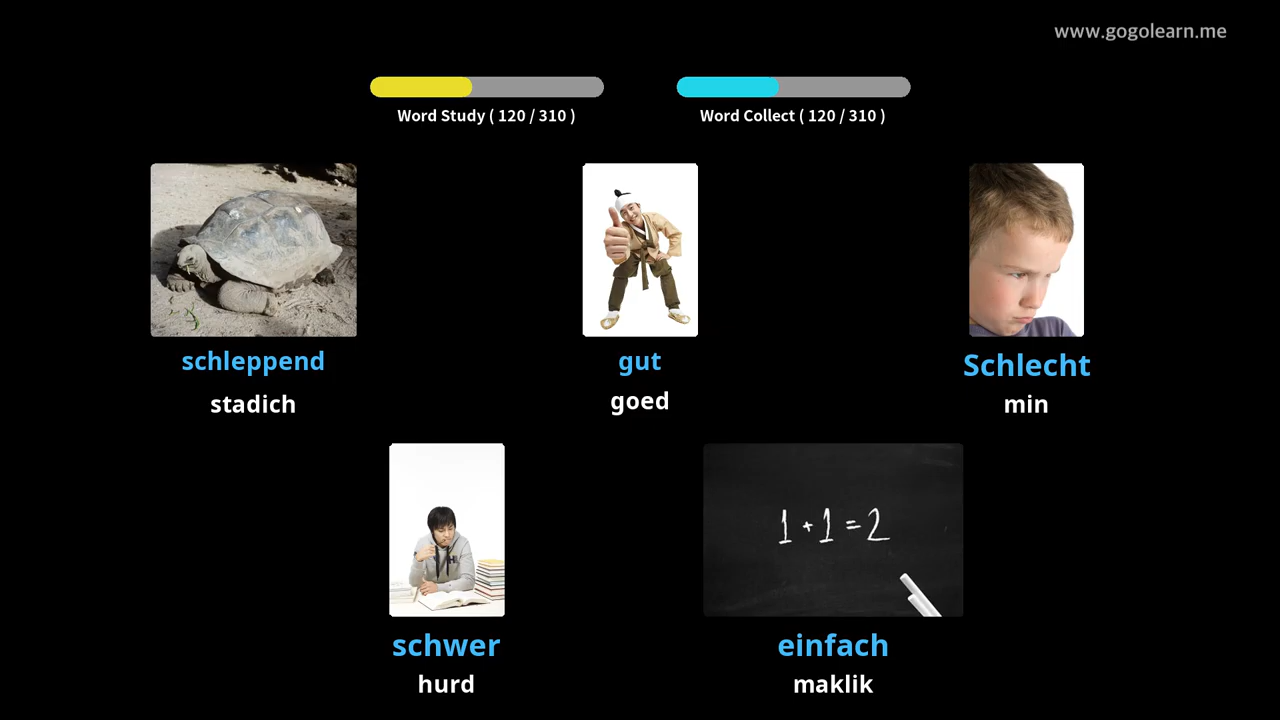 www.gogolearn.me
Word Study ( 120 / 310 )
Word Collect ( 120 / 310 )
schleppend
stadich
gut
goed
Schlecht
min
schwer
hurd
1 + 1 = 2
einfach
maklik